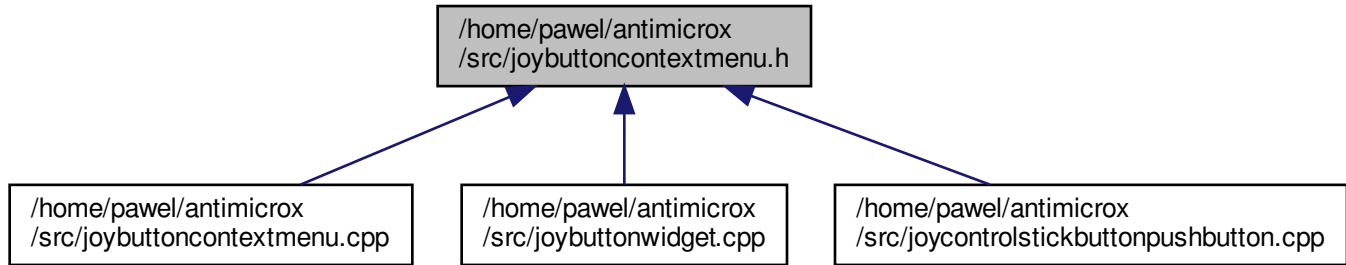 /home/pawel/antimicrox
/src/joybuttoncontextmenu.h
/home/pawel/antimicrox
/src/joybuttoncontextmenu.cpp
/home/pawel/antimicrox
/src/joybuttonwidget.cpp
/home/pawel/antimicrox
/src/joycontrolstickbuttonpushbutton.cpp